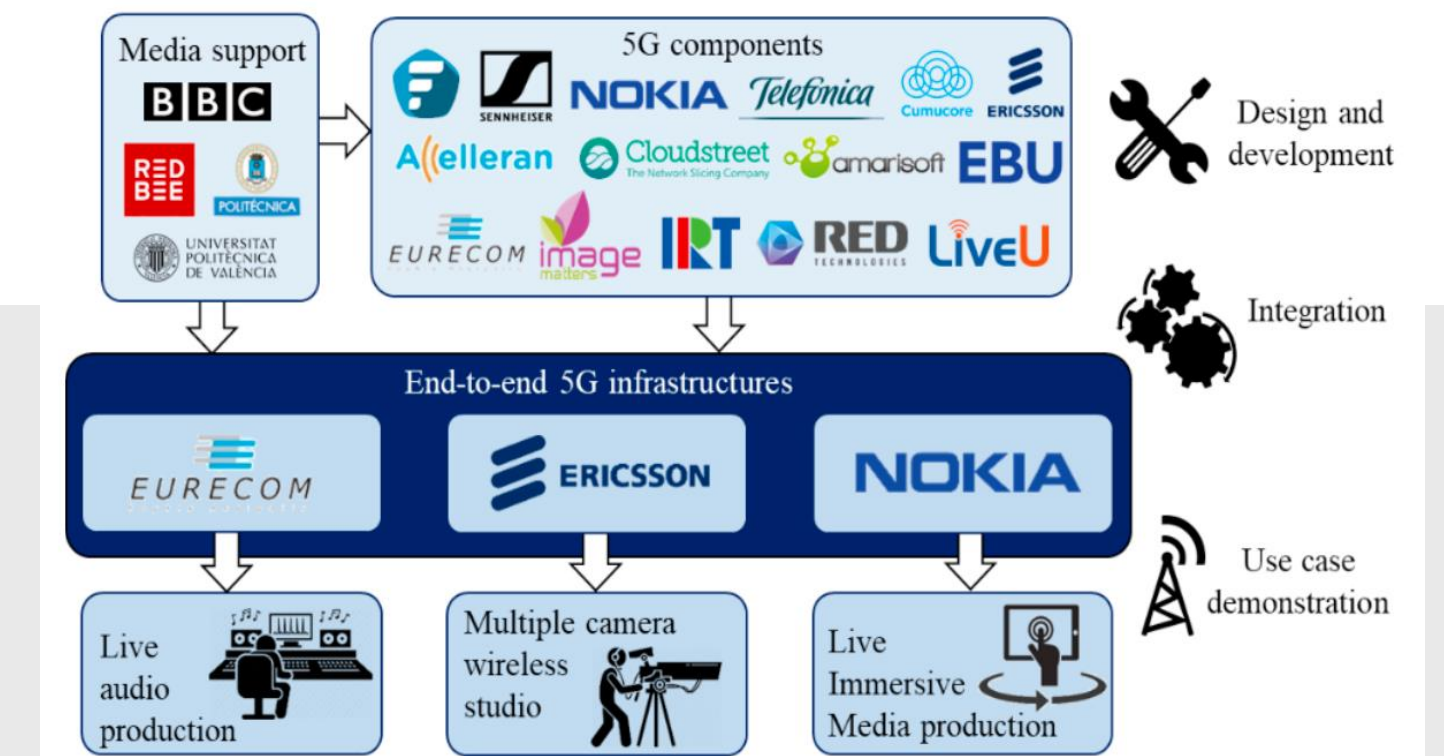 Media support
BBC
RED
BEE
POLITÉCNICA
UNIVERSITAT
POLITÈCNICA
DE VALÈNCIA
5G components
SENNHEISER
NOKIA
Telefónica
Cumucore
ERICSSON
Accelleran
Cloudstreet
The Network Slicing Company
amarisoft
EBU
EURECOM
image
matters
IRT
RED
TECHNOLOGIES
LiveU
Design and
development
Integration
End-to-end 5G infrastructures
EURECOM
ERICSSON
NOKIA
Use case
demonstration
Live
audio
production
Multiple camera
wireless
studio
Live
Immersive
Media production